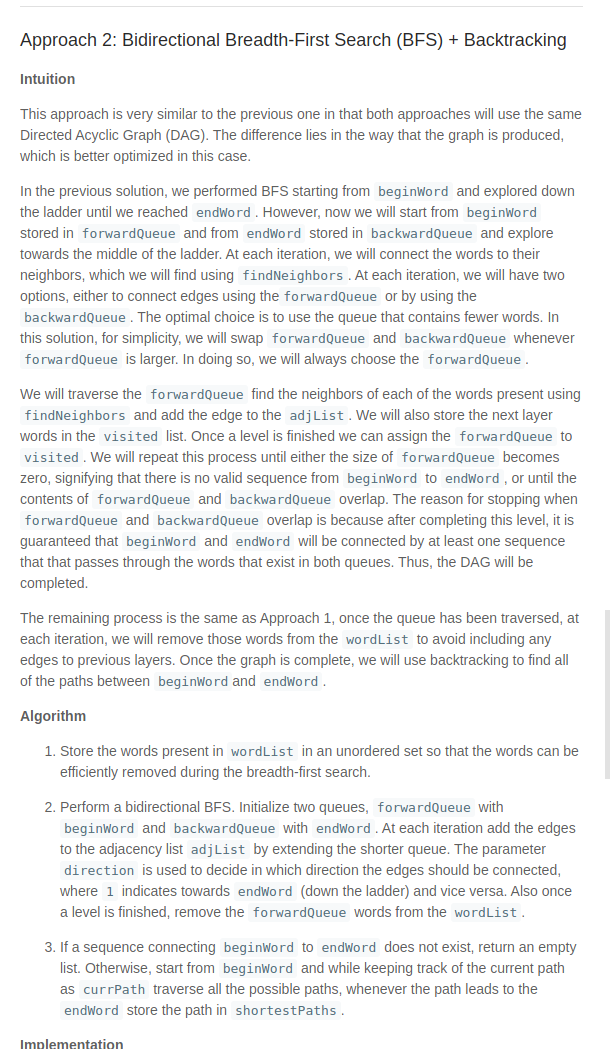 Approach 2: Bidirectional Breadth-First Search (BFS) + Backtracking
Intuition
This approach is very similar to the previous one in that both approaches will use the same
Directed Acyclic Graph (DAG). The difference lies in the way that the graph is produced,
which is better optimized in this case.
In the previous solution, we performed BFS starting from beginWord and explored down
the ladder until we reached endWord. However, now we will start from beginWord
stored in forwardQueue and from endWord stored in backwardQueue and explore
towards the middle of the ladder. At each iteration, we will connect the words to their
neighbors, which we will find using findNeighbors. At each iteration, we will have two
options, either to connect edges using the forwardQueue or by using the
backwardQueue. The optimal choice is to use the queue that contains fewer words. In
this solution, for simplicity, we will swap forwardQueue and backwardQueue whenever
forwardQueue is larger. In doing so, we will always choose the forwardQueue.
We will traverse the forwardQueue find the neighbors of each of the words present using
findNeighbors and add the edge to the adjList. We will also store the next layer
words in the visited list. Once a level is finished we can assign the forwardQueue to
visited. We will repeat this process until either the size of forwardQueue becomes
zero, signifying that there is no valid sequence from beginWord to endWord, or until the
contents of forwardQueue and backwardQueue overlap. The reason for stopping when
forwardQueue and backwardQueue overlap is because after completing this level, it is
guaranteed that beginWord and endWord will be connected by at least one sequence
that that passes through the words that exist in both queues. Thus, the DAG will be
completed.
The remaining process is the same as Approach 1, once the queue has been traversed, at
each iteration, we will remove those words from the wordList to avoid including any
edges to previous layers. Once the graph is complete, we will use backtracking to find all
of the paths between beginWord and endWord.
Algorithm
1. Store the words present in wordList in an unordered set so that the words can be
efficiently removed during the breadth-first search.
2. Perform a bidirectional BFS. Initialize two queues, forwardQueue with
beginWord and backwardQueue with endWord. At each iteration add the edges
to the adjacency list adjList by extending the shorter queue. The parameter
direction is used to decide in which direction the edges should be connected,
where 1 indicates towards endWord (down the ladder) and vice versa. Also once
a level is finished, remove the forwardQueue words from the wordList.
3. If a sequence connecting beginWord to endWord does not exist, return an empty
list. Otherwise, start from beginWord and while keeping track of the current path
as currPath traverse all the possible paths, whenever the path leads to the
endWord store the path in shortestPaths.
Implementation